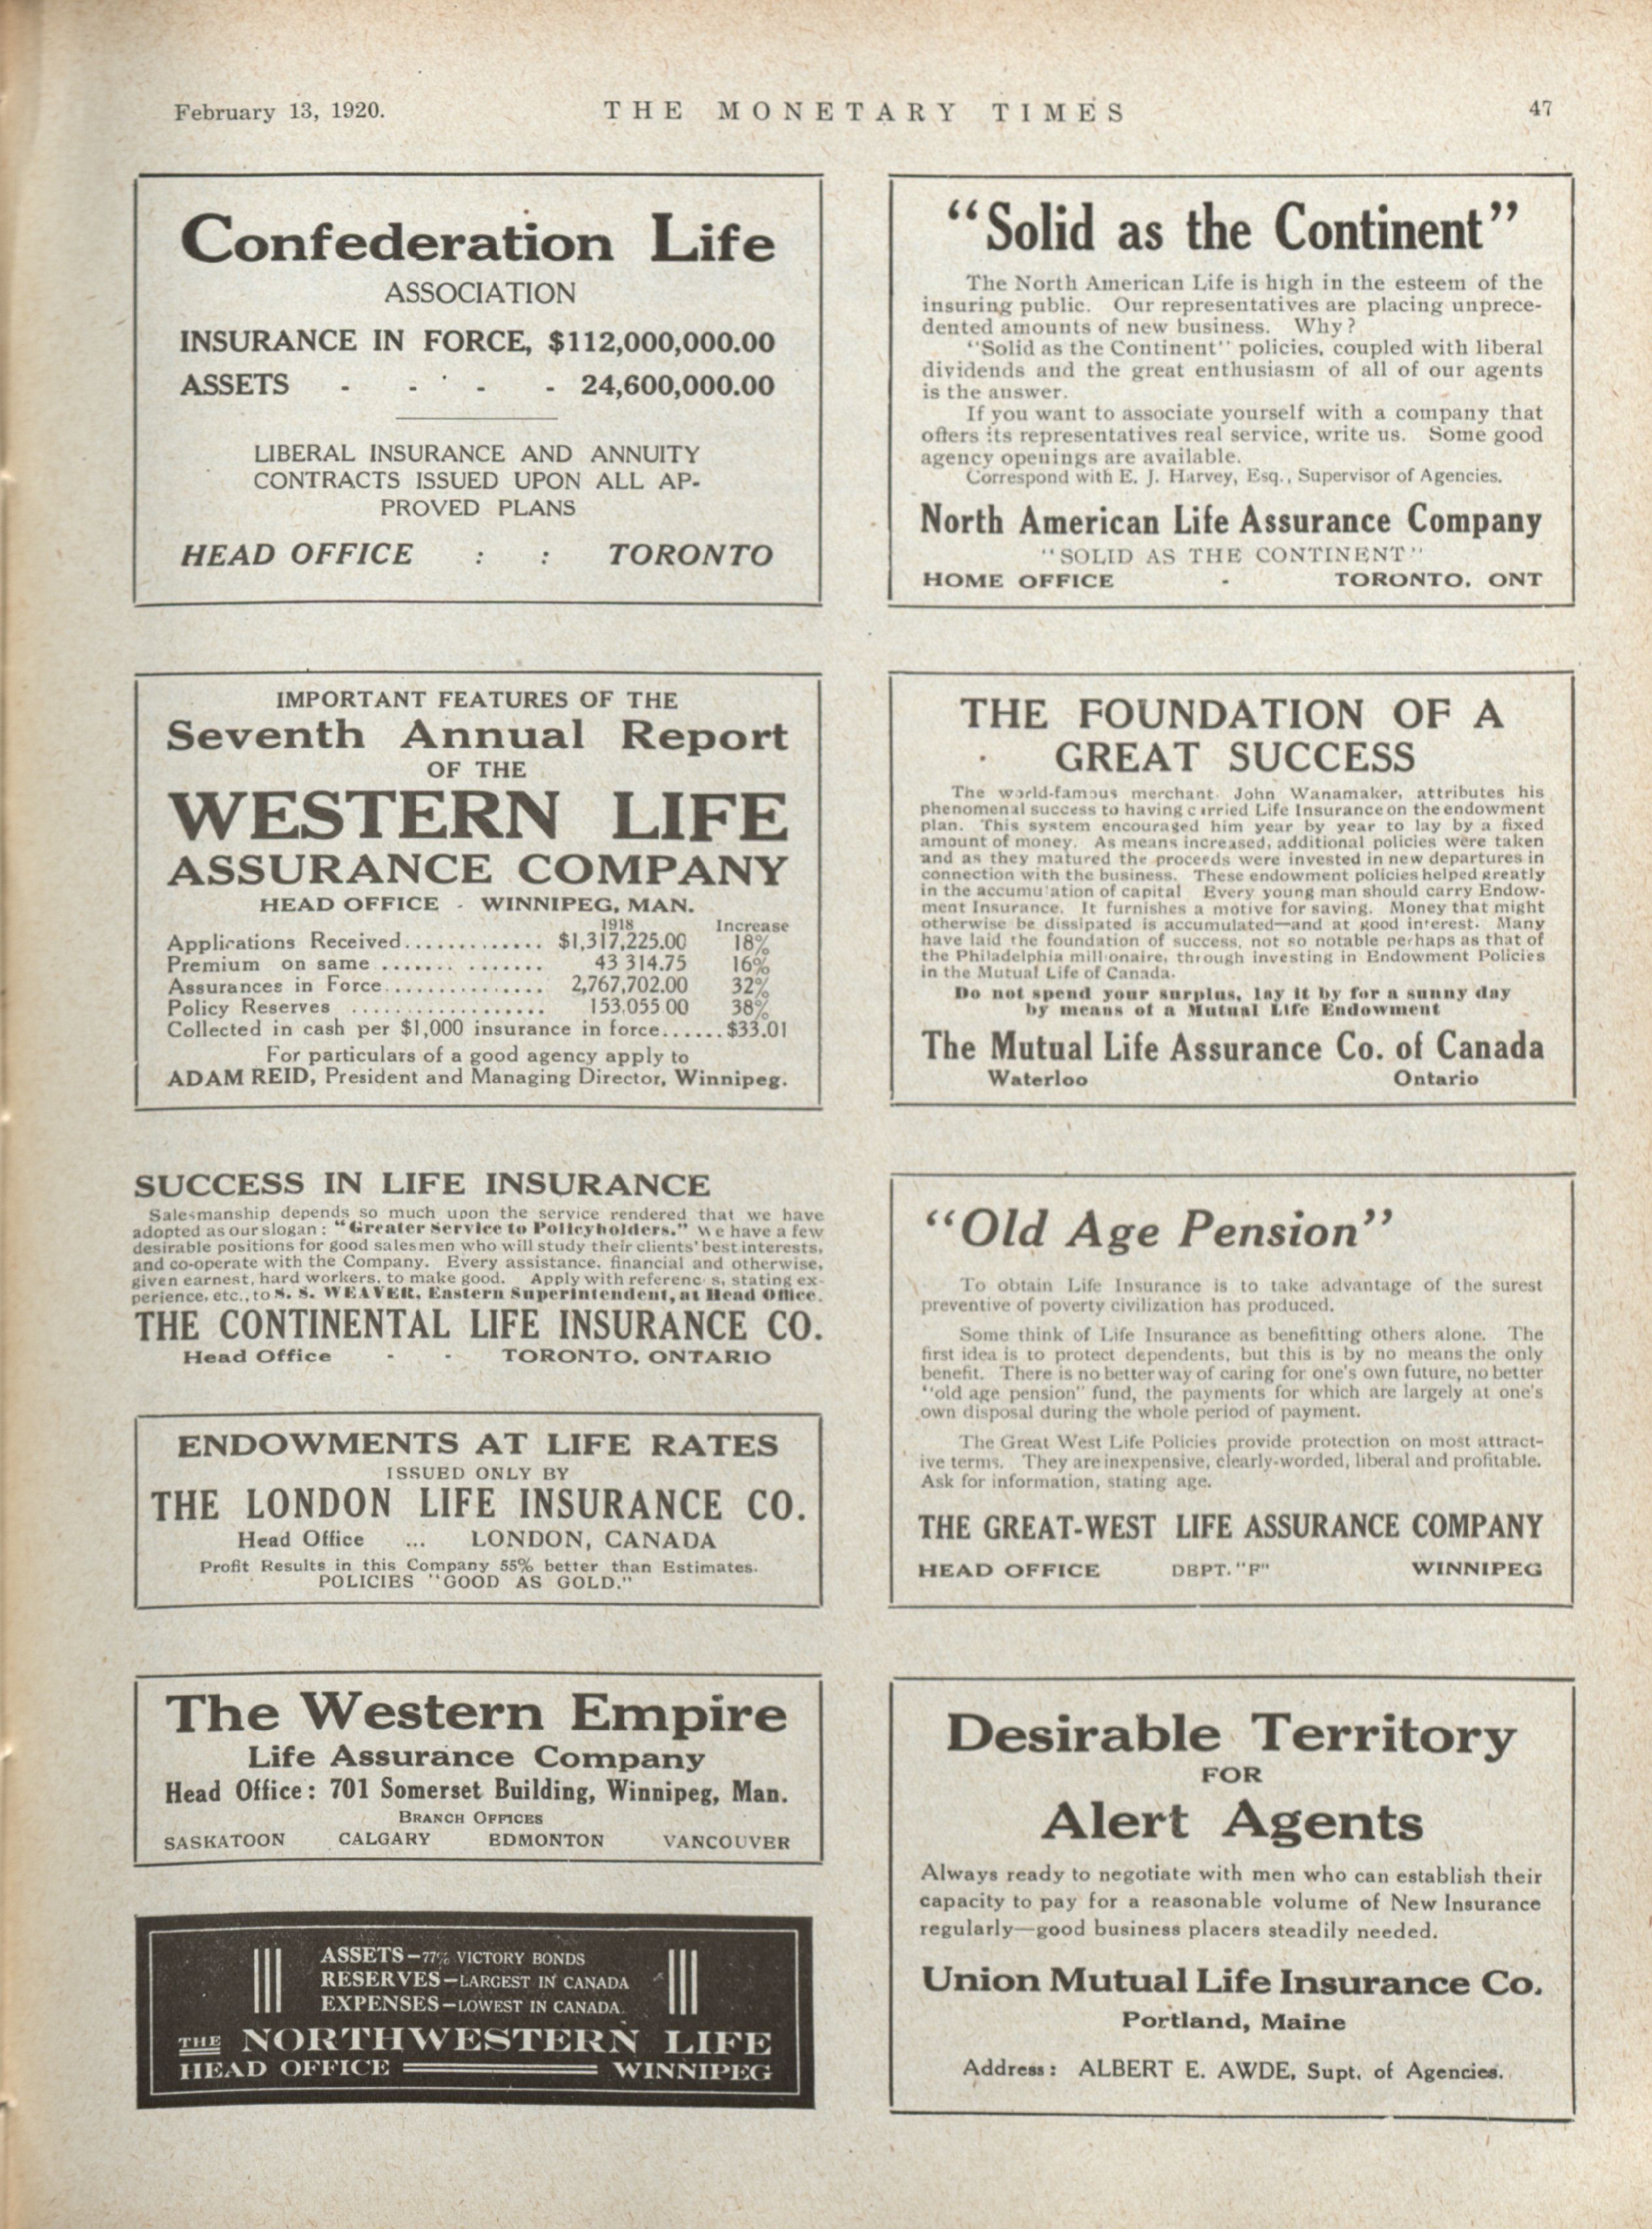 February 13, 1920.
THE MONETARY TIMES
47
Confederation Life
ASSOCIATION
INSURANCE IN FORCE, $112,000,000.00
ASSETS - - - - 24,600,000.00
LIBERAL INSURANCE AND ANNUITY
CONTRACTS ISSUED UPON ALL AP-
PROVED PLANS
HEAD OFFICE : : TORONTO
IMPORTANT FEATURES OF THE
Seventh Annual Report
OF THE
WESTERN LIFE
ASSURANCE COMPANY
HEAD OFFICE - WINNIPEG, MAN.
1918 Increase
Applications Received............. $1,317,225.00 18%
Premium on same ....... ....... 43 314.75 16%
Assurances in Force............... 2,767,702.00 32%
Policy Reserves .................. 153,055 00 38%
Collected in cash per $1,000 insurance in force......$33.01
For particulars of a good agency apply to
ADAM REID, President and Managing Director, Winnipeg.
SUCCESS IN LIFE INSURANCE
Salesmanship depends so much upon the service rendered that we have
adopted as our slogan: "Greater Service to Policyholders." We have a few
desirable positions for good salesmen who will study their clients' best interests,
and co-operate with the Company. Every assistance, financial and otherwise,
given earnest, hard workers, to make good. Apply with referenc s, stating ex-
perience, etc., to S. S. WEAVER, Eastern Superintendent, at Head Office.
THE CONTINENTAL LIFE INSURANCE CO.
Head Office - - TORONTO, ONTARIO
ENDOWMENTS AT LIFE RATES
ISSUED ONLY BY
THE LONDON LIFE INSURANCE CO.
Head Office ... LONDON, CANADA
Profit Results in this Company 55% better than Estimates.
POLICIES "GOOD AS GOLD."
The Western Empire
Life Assurance Company
Head Office: 701 Somerset Building, Winnipeg, Man.
BRANCH OFFICES
SASKATOON CALGARY EDMONTON VANCOUVER
ASSETS—77% VICTORY BONDS
RESERVES—LARGEST IN CANADA
EXPENSES—LOWEST IN CANADA
THE NORTHWESTERN LIFE
HEAD OFFICE WINNIPEG
"Solid as the Continent"
The North American Life is high in the esteem of the
insuring public. Our representatives are placing unprece-
dented amounts of new business. Why?
"Solid as the Continent" policies, coupled with liberal
dividends and the great enthusiasm of all of our agents
is the answer.
If you want to associate yourself with a company that
offers its representatives real service, write us. Some good
agency openings are available.
Correspond with E. J. Harvey, Esq., Supervisor of Agencies.
North American Life Assurance Company
"SOLID AS THE CONTINENT"
HOME OFFICE - TORONTO, ONT
THE FOUNDATION OF A
GREAT SUCCESS
The world-famous merchant John Wanamaker, attributes his
phenomenal success to having carried Life Insurance on the endowment
plan. This system encouraged him year by year to lay by a fixed
amount of money. As means increased, additional policies were taken
and as they matured the proceeds were invested in new departures in
connection with the business. These endowment policies helped greatly
in the accumulation of capital Every young man should carry Endow-
ment Insurance. It furnishes a motive for saving. Money that might
otherwise be dissipated is accumulated—and at good interest. Many
have laid the foundation of success, not so notable perhaps as that of
the Philadelphia millionaire, through investing in Endowment Policies
in the Mutual Life of Canada.
Do not spend your surplus, lay it by for a sunny day
by means of a Mutual Life Endowment
The Mutual Life Assurance Co. of Canada
Waterloo Ontario
"Old Age Pension"
To obtain Life Insurance is to take advantage of the surest
preventive of poverty civilization has produced.
Some think of Life Insurance as benefitting others alone. The
first idea is to protect dependents, but this is by no means the only
benefit. There is no better way of caring for one's own future, no better
"old age pension" fund, the payments for which are largely at one's
own disposal during the whole period of payment.
The Great West Life Policies provide protection on most attract-
ive terms. They are inexpensive, clearly-worded, liberal and profitable.
Ask for information, stating age.
THE GREAT-WEST LIFE ASSURANCE COMPANY
HEAD OFFICE DEPT. "F" WINNIPEG
Desirable Territory
FOR
Alert Agents
Always ready to negotiate with men who can establish their
capacity to pay for a reasonable volume of New Insurance
regularly—good business placers steadily needed.
Union Mutual Life Insurance Co.
Portland, Maine
Address: ALBERT E. AWDE, Supt. of Agencies.